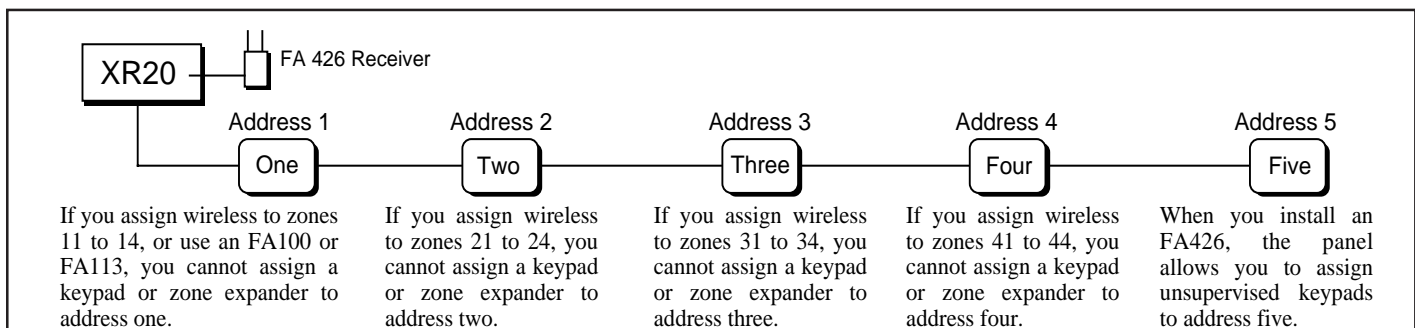 XR20
FA 426 Receiver
Address 1
Address 2
Address 3
Address 4
Address 5
One
Two
Three
Four
Five
If you assign wireless to zones
11 to 14, or use an FA100 or
FA113, you cannot assign a
keypad or zone expander to
address one.
If you assign wireless
to zones 21 to 24, you
cannot assign a keypad
or zone expander to
address two.
If you assign wireless
to zones 31 to 34, you
cannot assign a keypad
or zone expander to
address three.
If you assign wireless
to zones 41 to 44, you
cannot assign a keypad
or zone expander to
address four.
When you install an
FA426, the panel
allows you to assign
unsupervised keypads
to address five.